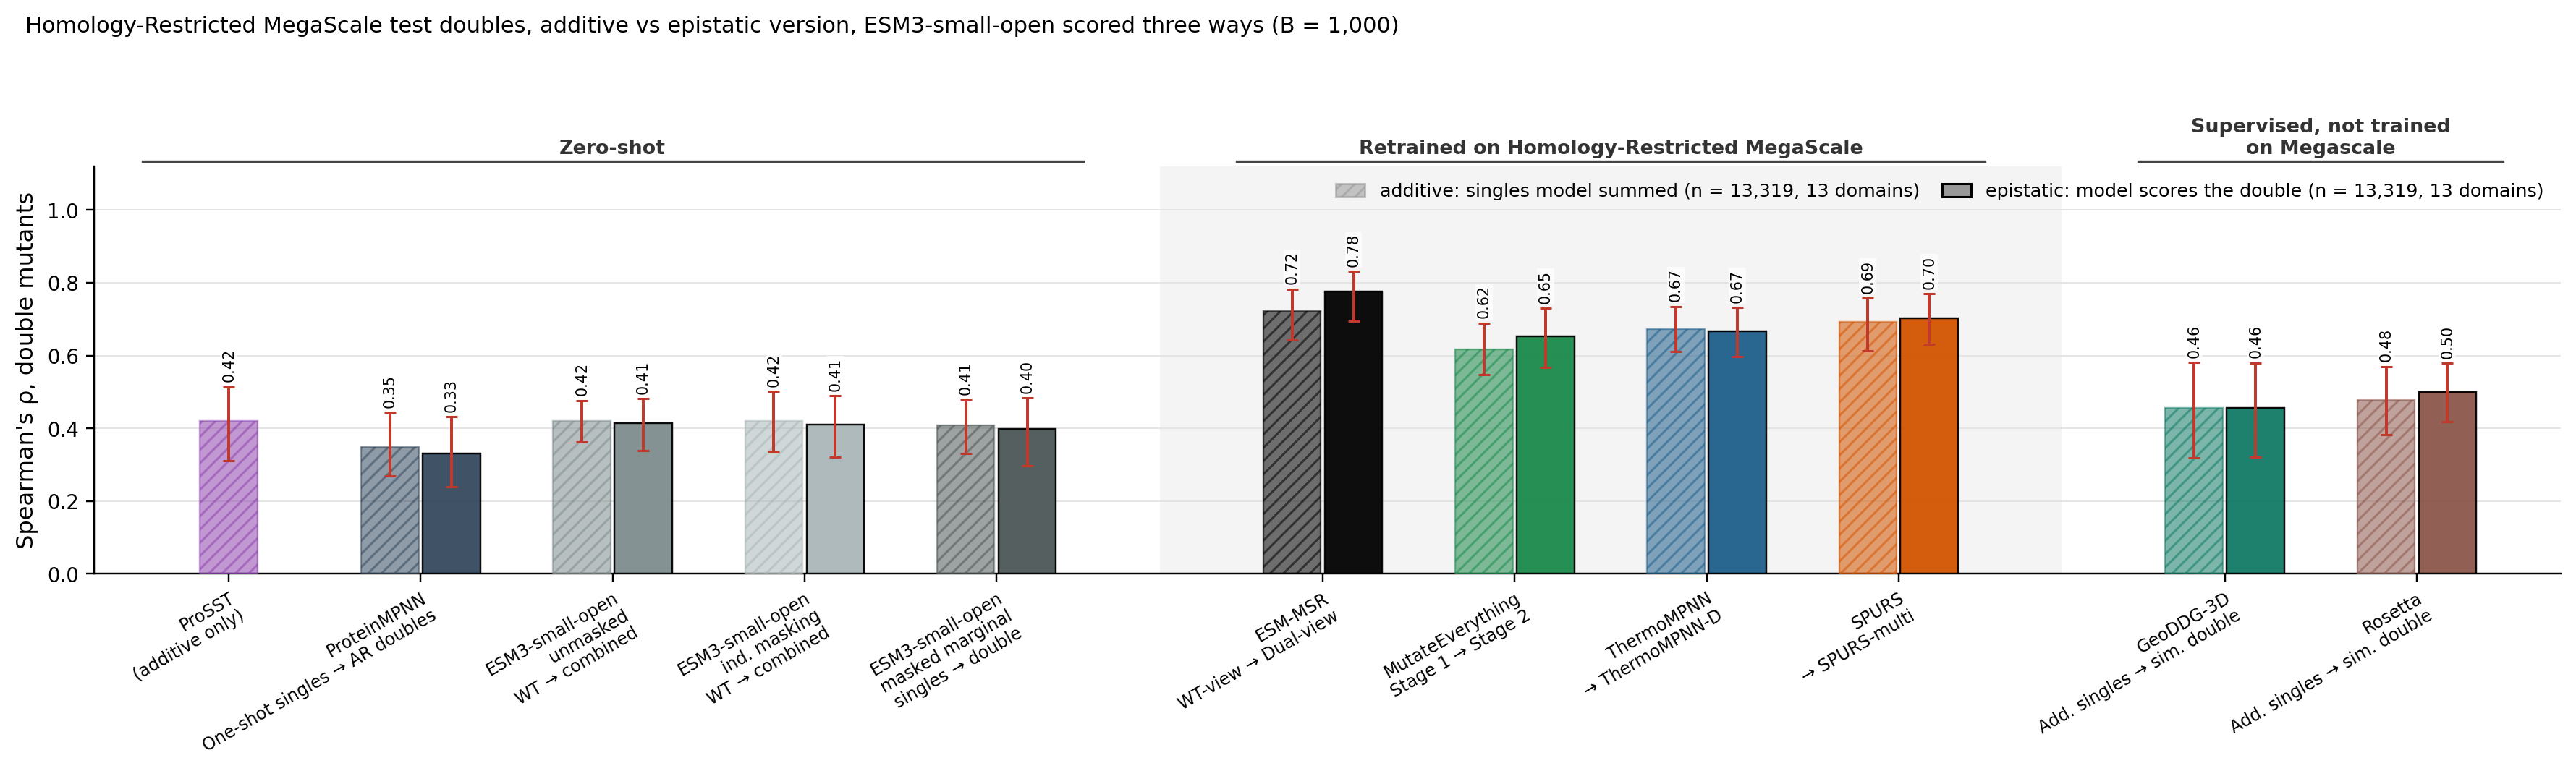 Homology-Restricted MegaScale test doubles, additive vs epistatic version, ESM3-small-open scored three ways (B = 1,000)
Zero-shot
Retrained on Homology-Restricted MegaScale
Supervised, not trained
on Megascale
additive: singles model summed (n = 13,319, 13 domains)
epistatic: model scores the double (n = 13,319, 13 domains)
Spearman's ρ, double mutants
1.0
0.8
0.6
0.4
0.2
0.0
0.42
0.35
0.33
0.42
0.41
0.42
0.41
0.41
0.40
0.72
0.78
0.62
0.65
0.67
0.67
0.69
0.70
0.46
0.46
0.48
0.50
ProSST
(additive only)
ProteinMPNN
One-shot singles → AR doubles
ESM3-small-open
unmasked
WT → combined
ESM3-small-open
ind. masking
WT → combined
ESM3-small-open
masked marginal
singles → double
ESM-MSR
WT-view → Dual-view
MutateEverything
Stage 1 → Stage 2
ThermoMPNN
→ ThermoMPNN-D
SPURS
→ SPURS-multi
GeoDDG-3D
Add. singles → sim. double
Rosetta
Add. singles → sim. double